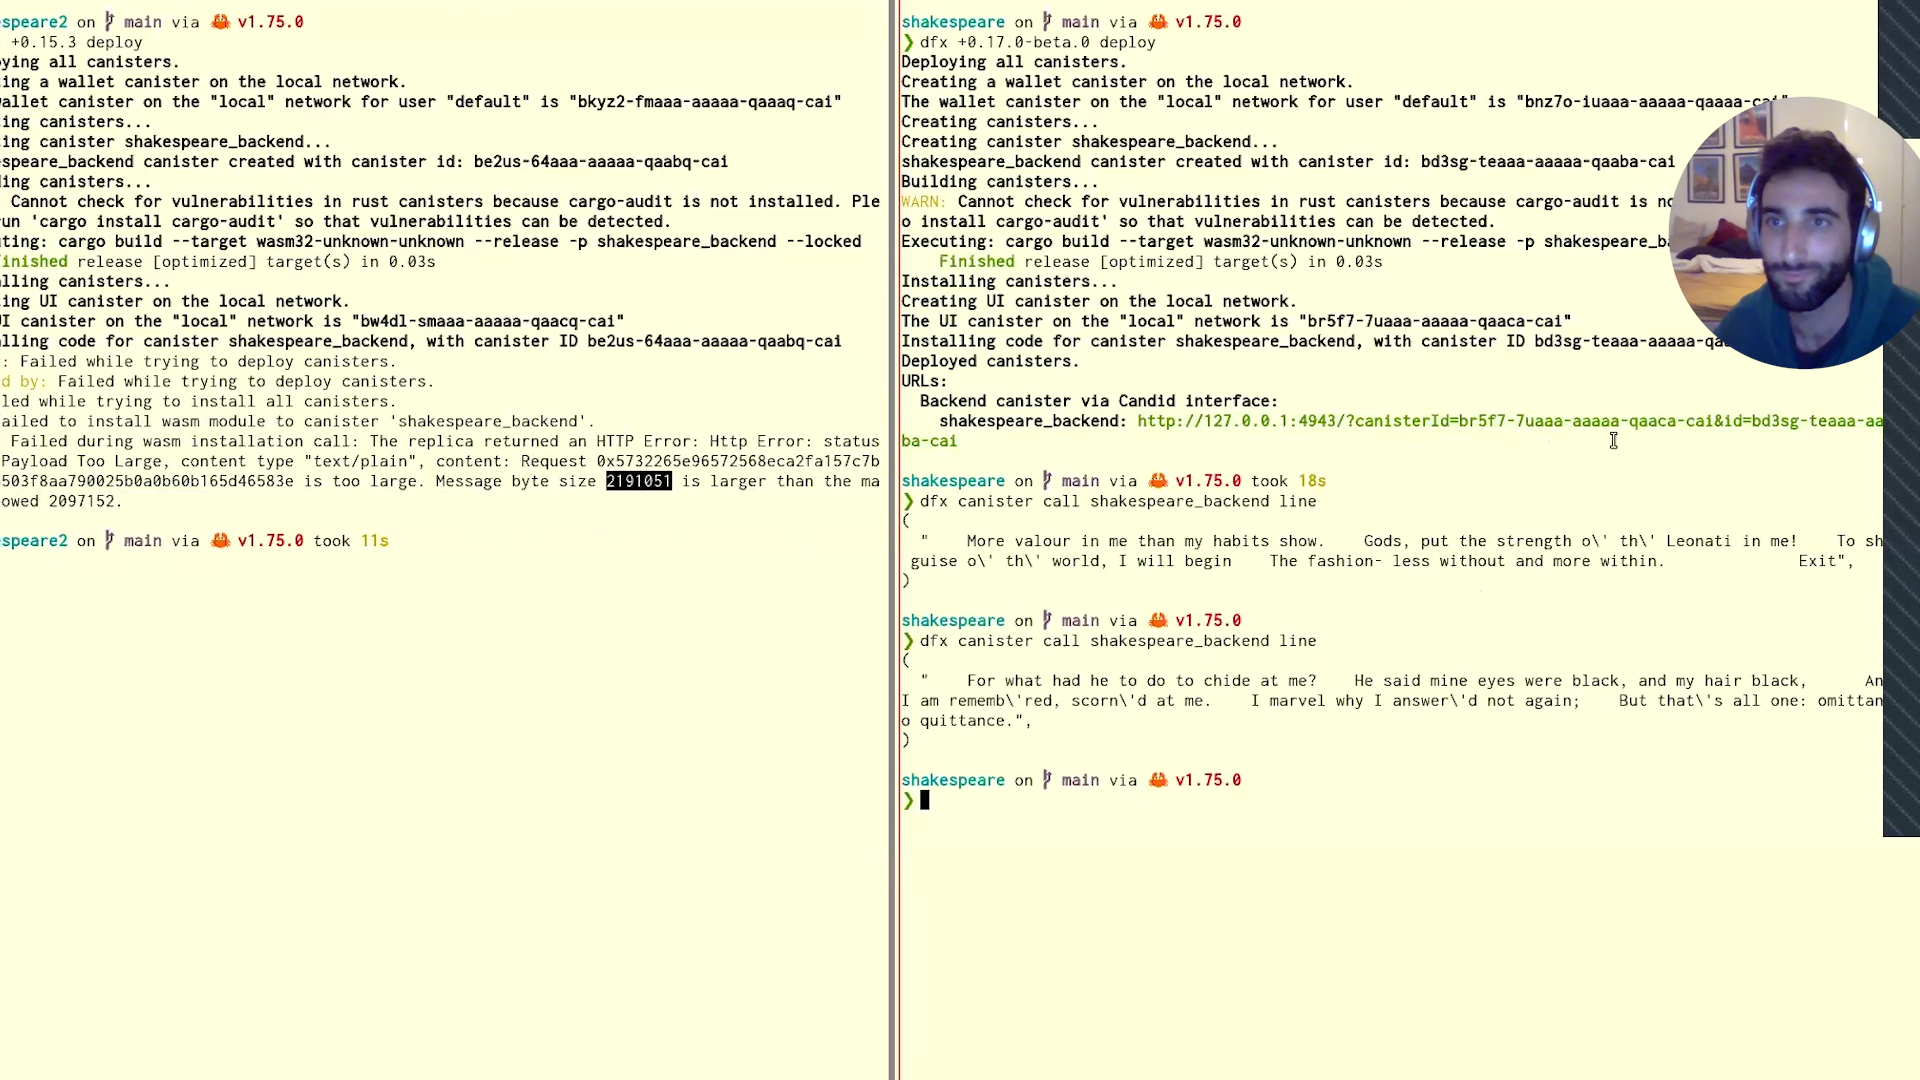 speare2 on main via v1.75.0
+0.15.3 deploy
ying all canisters.
ing a wallet canister on the local network.
allet canister on the "local" network for user "default" is "bkyz2-fmaaa-aaaaa-qaaaq-cai"
ing canisters...
ing canister shakespeare_backend...
speare_backend canister created with canister id: be2us-64aaa-aaaaa-qaabq-cai
ing canisters...
Cannot check for vulnerabilities in rust canisters because cargo-audit is not installed. Ple
run 'cargo install cargo-audit' so that vulnerabilities can be detected.
ting: cargo build --target wasm32-unknown-unknown --release -p shakespeare_backend --locked
Finished release [optimized] target(s) in 0.03s
lling canisters...
ing UI canister on the local network.
UI canister on the "local" network is "bw4dl-smaaa-aaaaa-qaacq-cai"
lling code for canister shakespeare_backend, with canister ID be2us-64aaa-aaaaa-qaabq-cai
: Failed while trying to deploy canisters.
d by: Failed while trying to deploy canisters.
led while trying to install all canisters.
ailed to install wasm module to canister 'shakespeare_backend'.
Failed during wasm installation call: The replica returned an HTTP Error: Http Error: status
Payload Too Large, content type "text/plain", content: Request 0x5732265e96572568eca2fa157c7b
503f8aa790025b0a0b60b165d46583e is too large. Message byte size 2191051 is larger than the ma
owed 2097152.
speare2 on main via v1.75.0 took 11s
shakespeare on main via v1.75.0
❯ dfx +0.17.0-beta.0 deploy
Deploying all canisters.
Creating a wallet canister on the local network.
The wallet canister on the "local" network for user "default" is "bnz7o-iuaaa-aaaaa-qaaaa-cai"
Creating canisters...
Creating canister shakespeare_backend...
shakespeare_backend canister created with canister id: bd3sg-teaaa-aaaaa-qaaba-cai
Building canisters...
WARN: Cannot check for vulnerabilities in rust canisters because cargo-audit is no
o install cargo-audit' so that vulnerabilities can be detected.
Executing: cargo build --target wasm32-unknown-unknown --release -p shakespeare_ba
Finished release [optimized] target(s) in 0.03s
Installing canisters...
Creating UI canister on the local network.
The UI canister on the "local" network is "br5f7-7uaaa-aaaaa-qaaca-cai"
Installing code for canister shakespeare_backend, with canister ID bd3sg-teaaa-aaaaa-qa
Deployed canisters.
URLs:
Backend canister via Candid interface:
shakespeare_backend: http://127.0.0.1:4943/?canisterId=br5f7-7uaaa-aaaaa-qaaca-cai&id=bd3sg-teaaa-aa
ba-cai
shakespeare on main via v1.75.0 took 18s
❯ dfx canister call shakespeare_backend line
(
" More valour in me than my habits show. Gods, put the strength o\' th\' Leonati in me! To sh
guise o\' th\' world, I will begin The fashion- less without and more within. Exit",
)
shakespeare on main via v1.75.0
❯ dfx canister call shakespeare_backend line
(
" For what had he to do to chide at me? He said mine eyes were black, and my hair black, An
I am rememb\'red, scorn\'d at me. I marvel why I answer\'d not again; But that\'s all one: omittan
o quittance.",
)
shakespeare on main via v1.75.0
❯